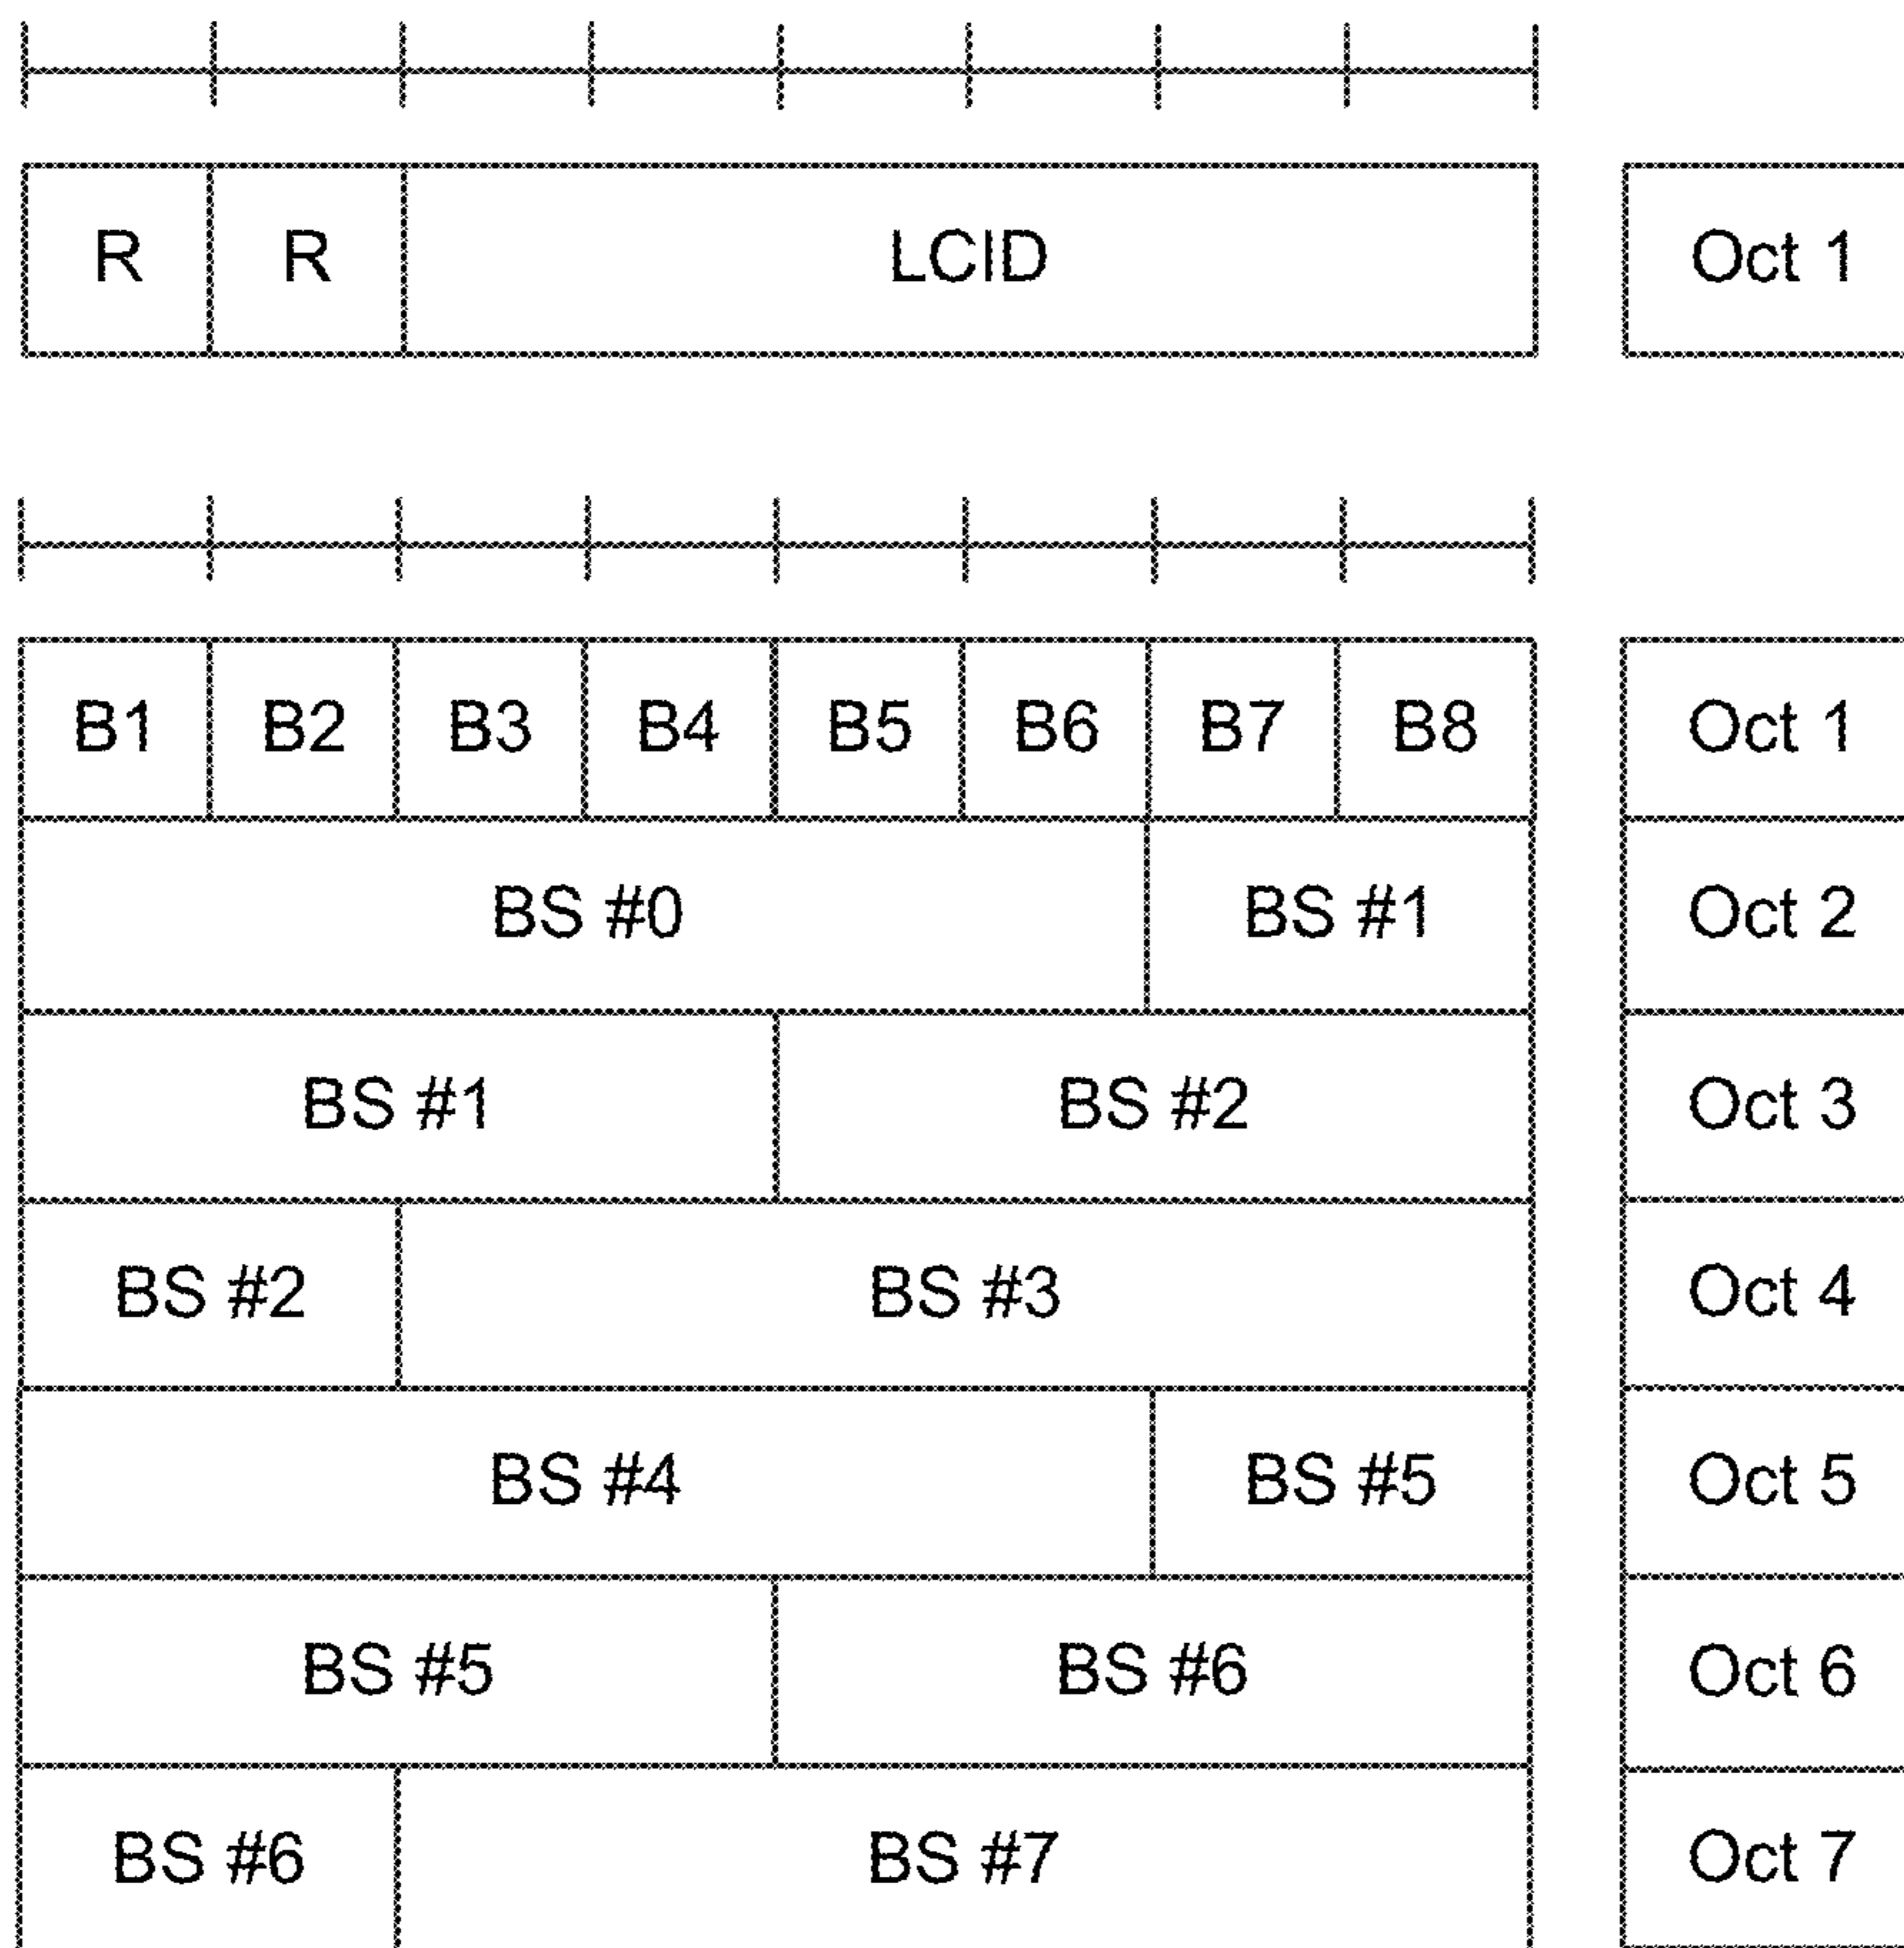 R R LCID Oct 1
B1 B2 B3 B4 B5 B6 B7 B8 Oct 1
BS #0 BS #1 Oct 2
BS #1 BS #2 Oct 3
BS #2 BS #3 Oct 4
BS #4 BS #5 Oct 5
BS #5 BS #6 Oct 6
BS #6 BS #7 Oct 7